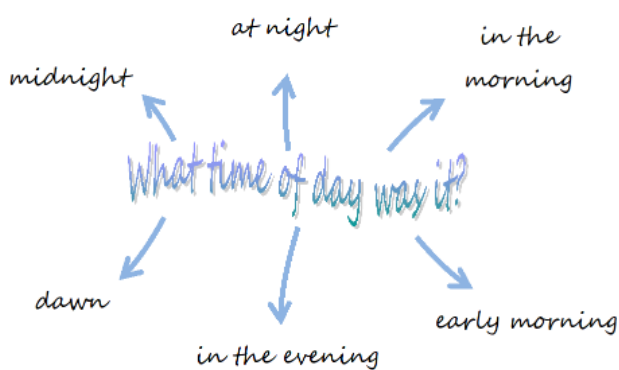 at night
in the
morning
midnight
What time of day was it?
dawn
early morning
in the evening